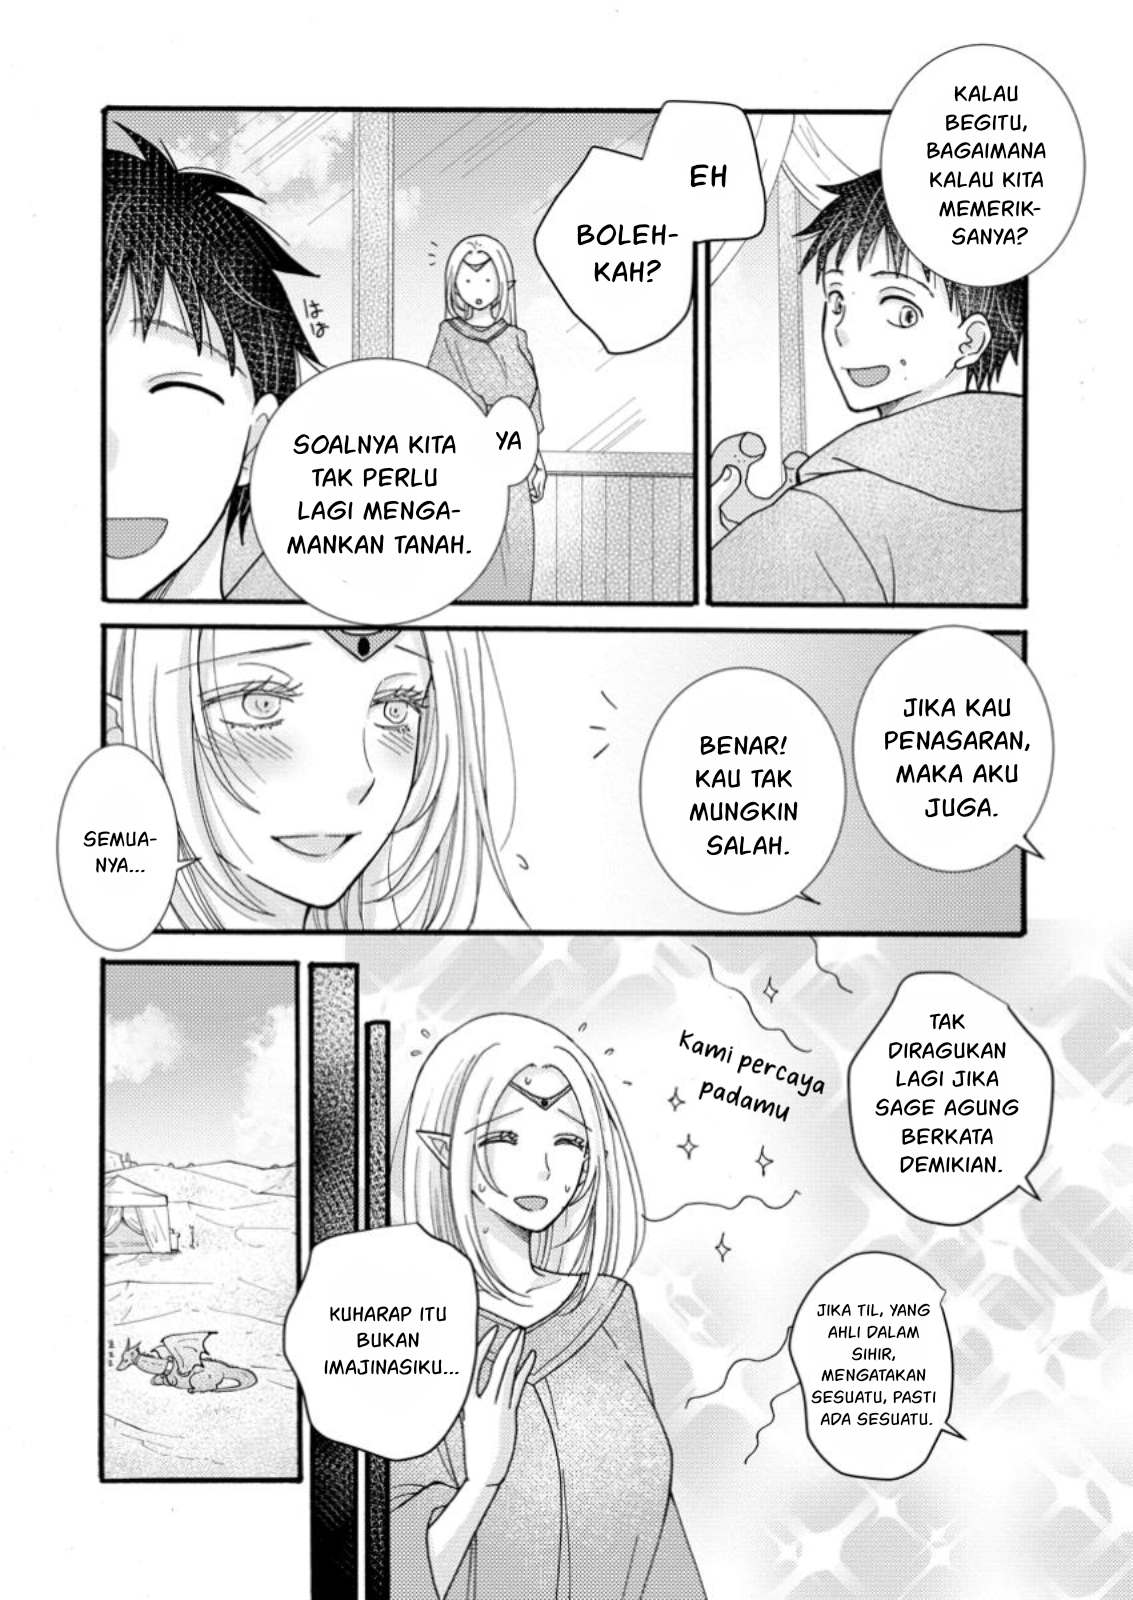 KALAU
BEGITU,
BAGAIMANA
KALAU KITA
MEMERIK-
SANYA?
EH
BOLEH-
KAH?
はは
YA
SOALNYA KITA
TAK PERLU
LAGI MENGA-
MANKAN TANAH.
JIKA KAU
PENASARAN,
MAKA AKU
JUGA.
BENAR!
KAU TAK
MUNGKIN
SALAH.
SEMUA-
NYA...
TAK
DIRAGUKAN
LAGI JIKA
SAGE AGUNG
BERKATA
DEMIKIAN.
Kami percaya
padamu
JIKA TIL, YANG
AHLI DALAM
SIHIR,
MENGATAKAN
SESUATU, PASTI
ADA SESUATU.
KUHARAP ITU
BUKAN
IMAJINASIKU...